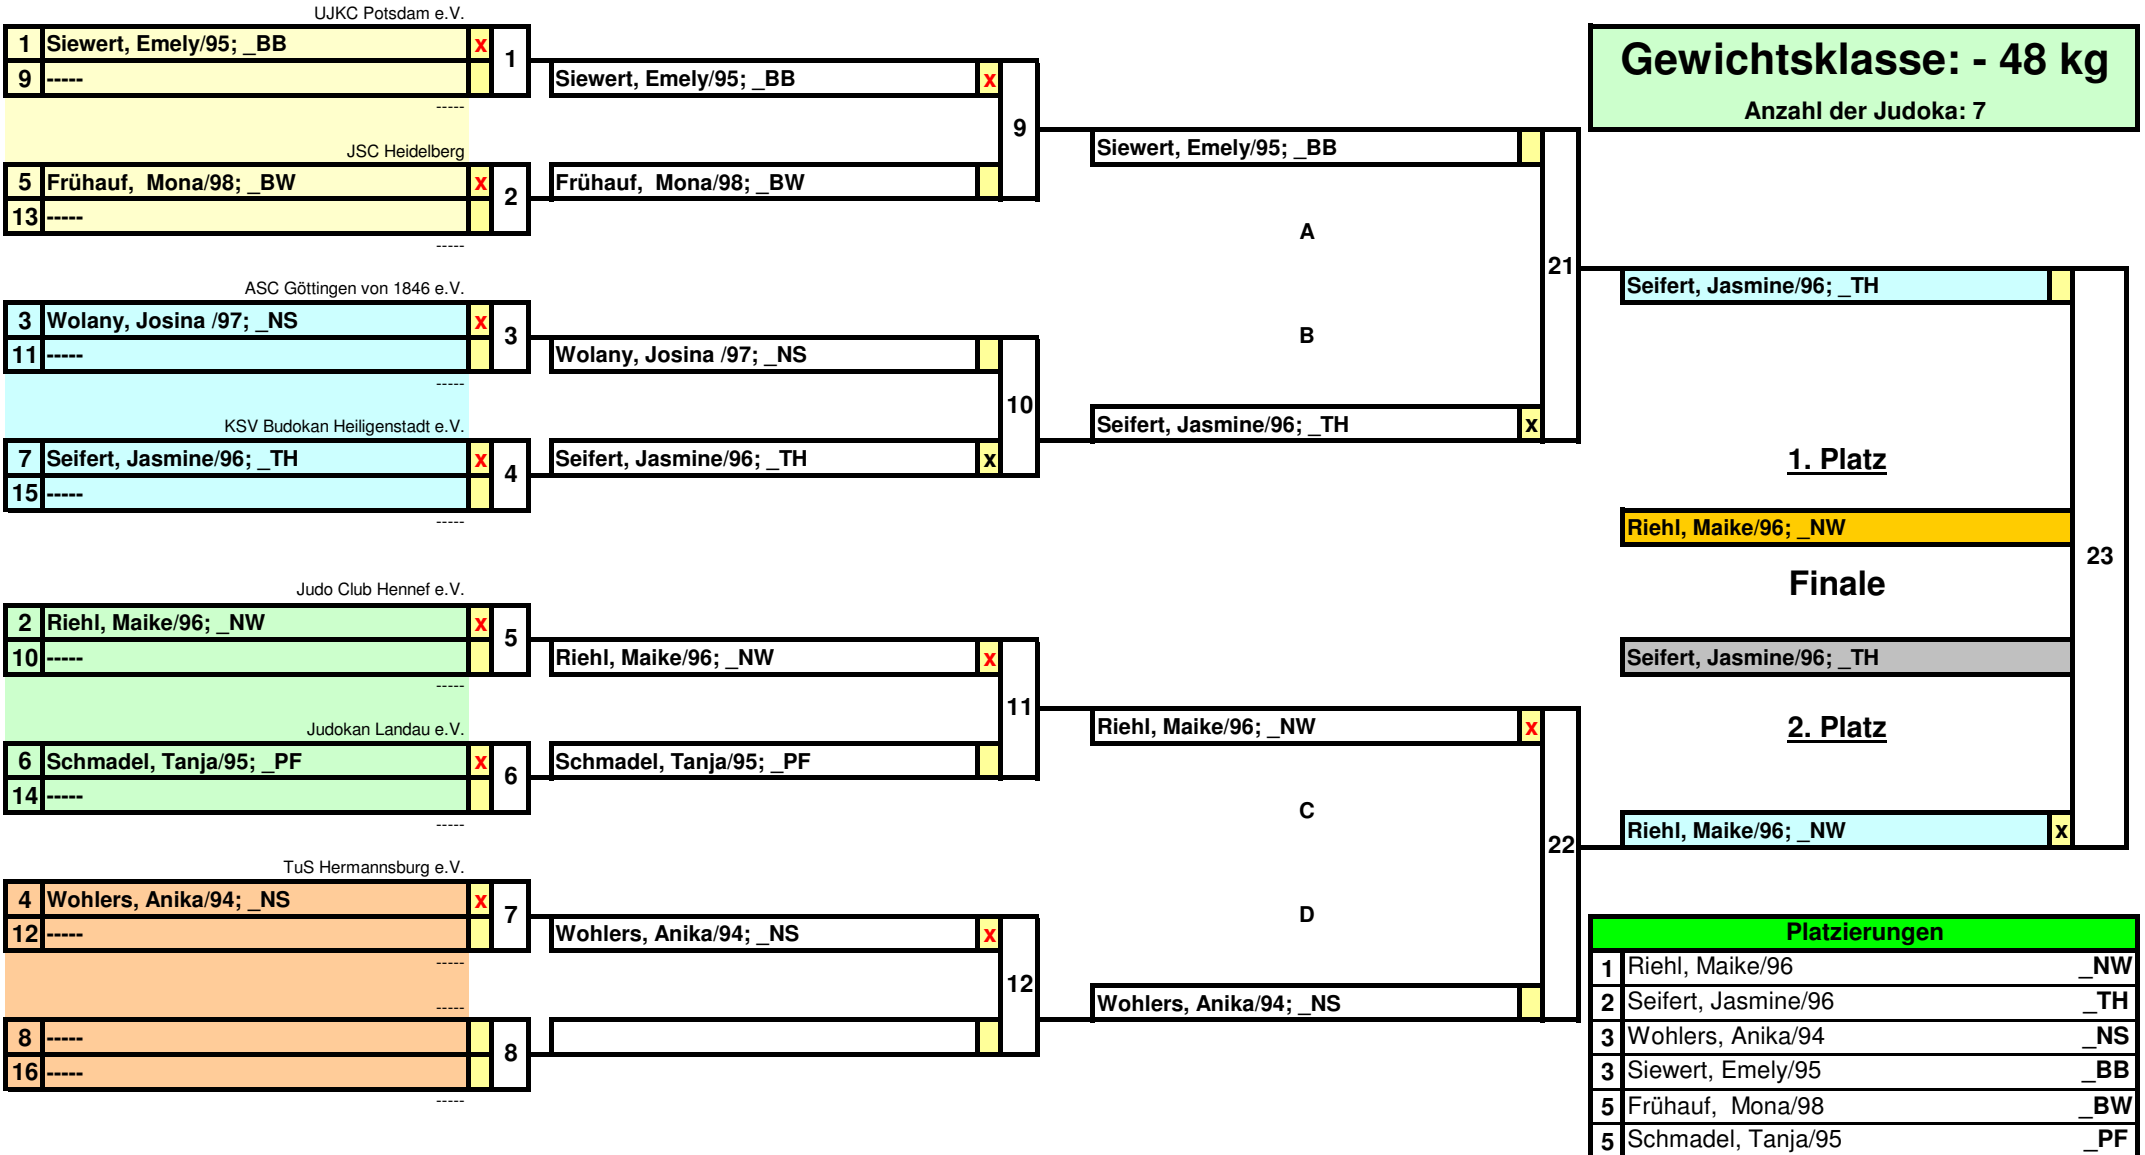 UJKC Potsdam e.V.
1 Siewert, Emely/95; _BB x
9 -----
1
-----
JSC Heidelberg
5 Frühauf,  Mona/98; _BW x
13 -----
2
-----
ASC Göttingen von 1846 e.V.
3 Wolany, Josina /97; _NS x
11 -----
3
-----
KSV Budokan Heiligenstadt e.V.
7 Seifert, Jasmine/96; _TH x
15 -----
4
-----
Judo Club Hennef e.V.
2 Riehl, Maike/96; _NW x
10 -----
5
-----
Judokan Landau e.V.
6 Schmadel, Tanja/95; _PF x
14 -----
6
-----
TuS Hermannsburg e.V.
4 Wohlers, Anika/94; _NS x
12 -----
7
-----
-----
8 -----
16 -----
8
-----
Siewert, Emely/95; _BB x
9
Frühauf,  Mona/98; _BW
Wolany, Josina /97; _NS
10
Seifert, Jasmine/96; _TH x
Riehl, Maike/96; _NW x
11
Schmadel, Tanja/95; _PF
Wohlers, Anika/94; _NS x
12
Siewert, Emely/95; _BB
A
21
B
Seifert, Jasmine/96; _TH x
Riehl, Maike/96; _NW x
C
22
D
Wohlers, Anika/94; _NS
Gewichtsklasse: - 48 kg
Anzahl der Judoka: 7
Seifert, Jasmine/96; _TH
1. Platz
Riehl, Maike/96; _NW
23
Finale
Seifert, Jasmine/96; _TH
2. Platz
Riehl, Maike/96; _NW x
Platzierungen
1 Riehl, Maike/96 _NW
2 Seifert, Jasmine/96 _TH
3 Wohlers, Anika/94 _NS
3 Siewert, Emely/95 _BB
5 Frühauf,  Mona/98 _BW
5 Schmadel, Tanja/95 _PF